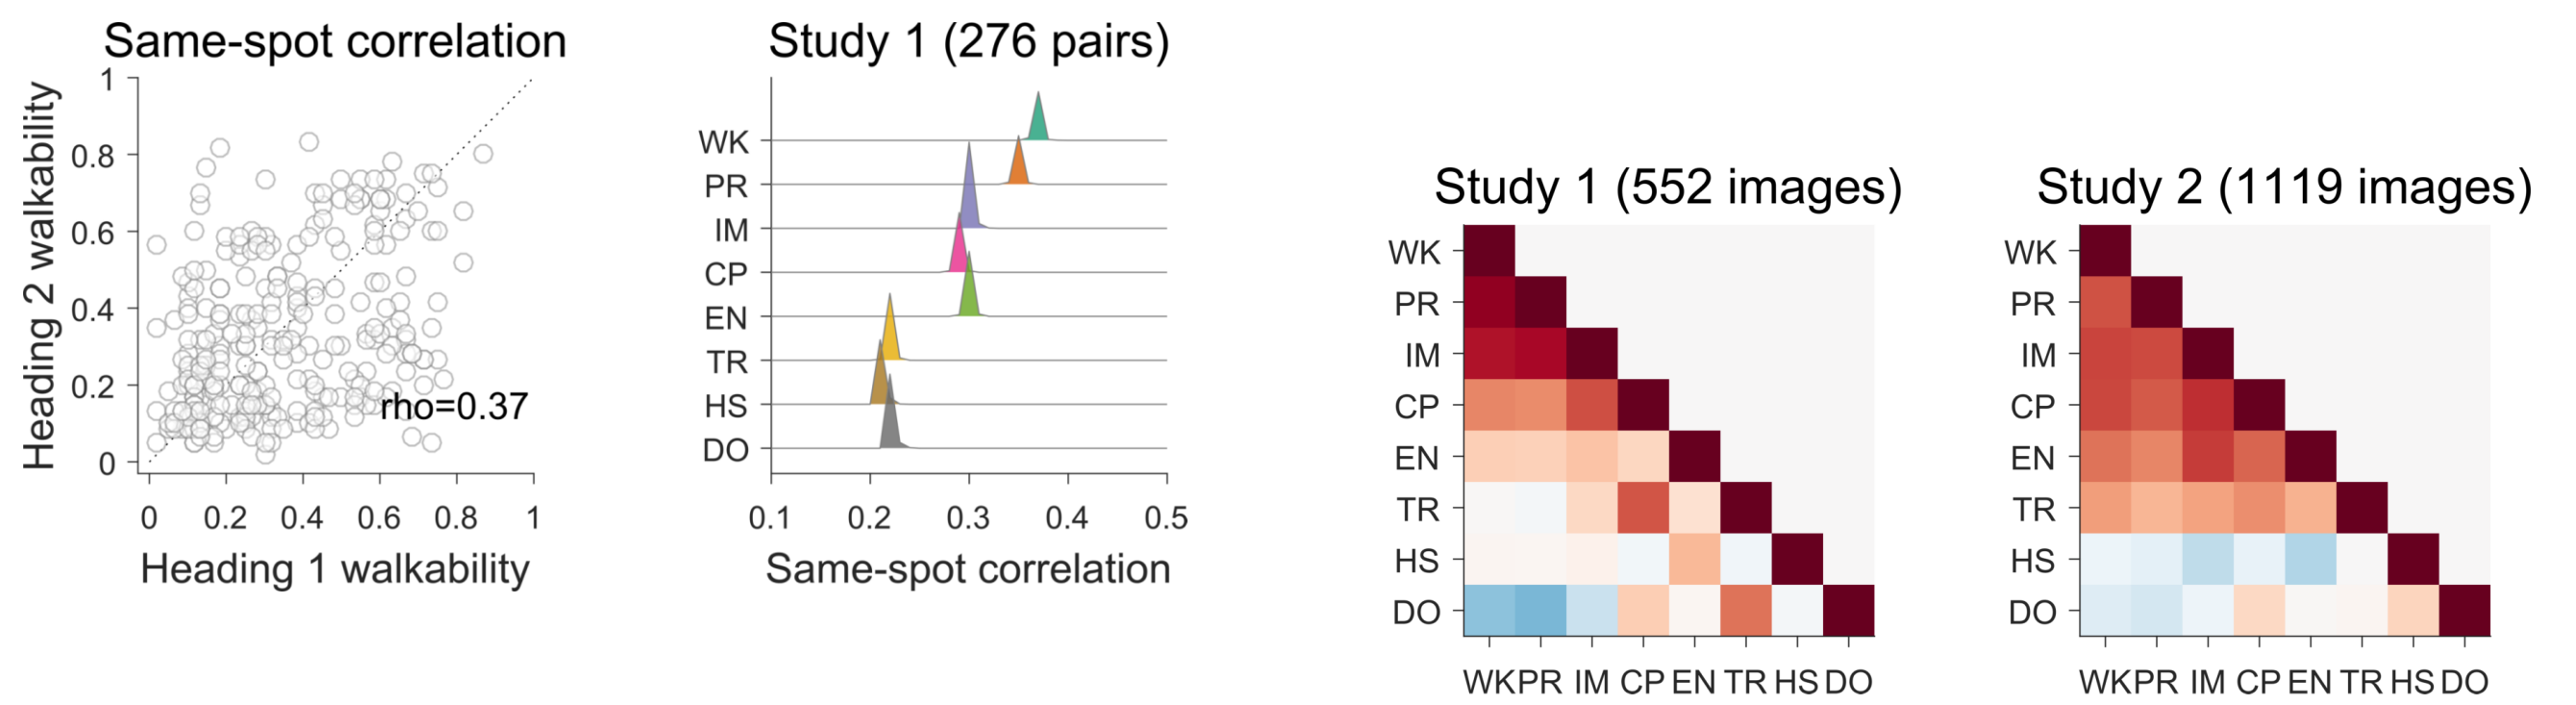 Same-spot correlation
Heading 2 walkability
1
0.8
0.6
0.4
0.2
0
rho=0.37
0 0.2 0.4 0.6 0.8 1
Heading 1 walkability
Study 1 (276 pairs)
WK
PR
IM
CP
EN
TR
HS
DO
0.1 0.2 0.3 0.4 0.5
Same-spot correlation
Study 1 (552 images)
WK
PR
IM
CP
EN
TR
HS
DO
WK PR IM CP EN TR HS DO
Study 2 (1119 images)
WK
PR
IM
CP
EN
TR
HS
DO
WK PR IM CP EN TR HS DO